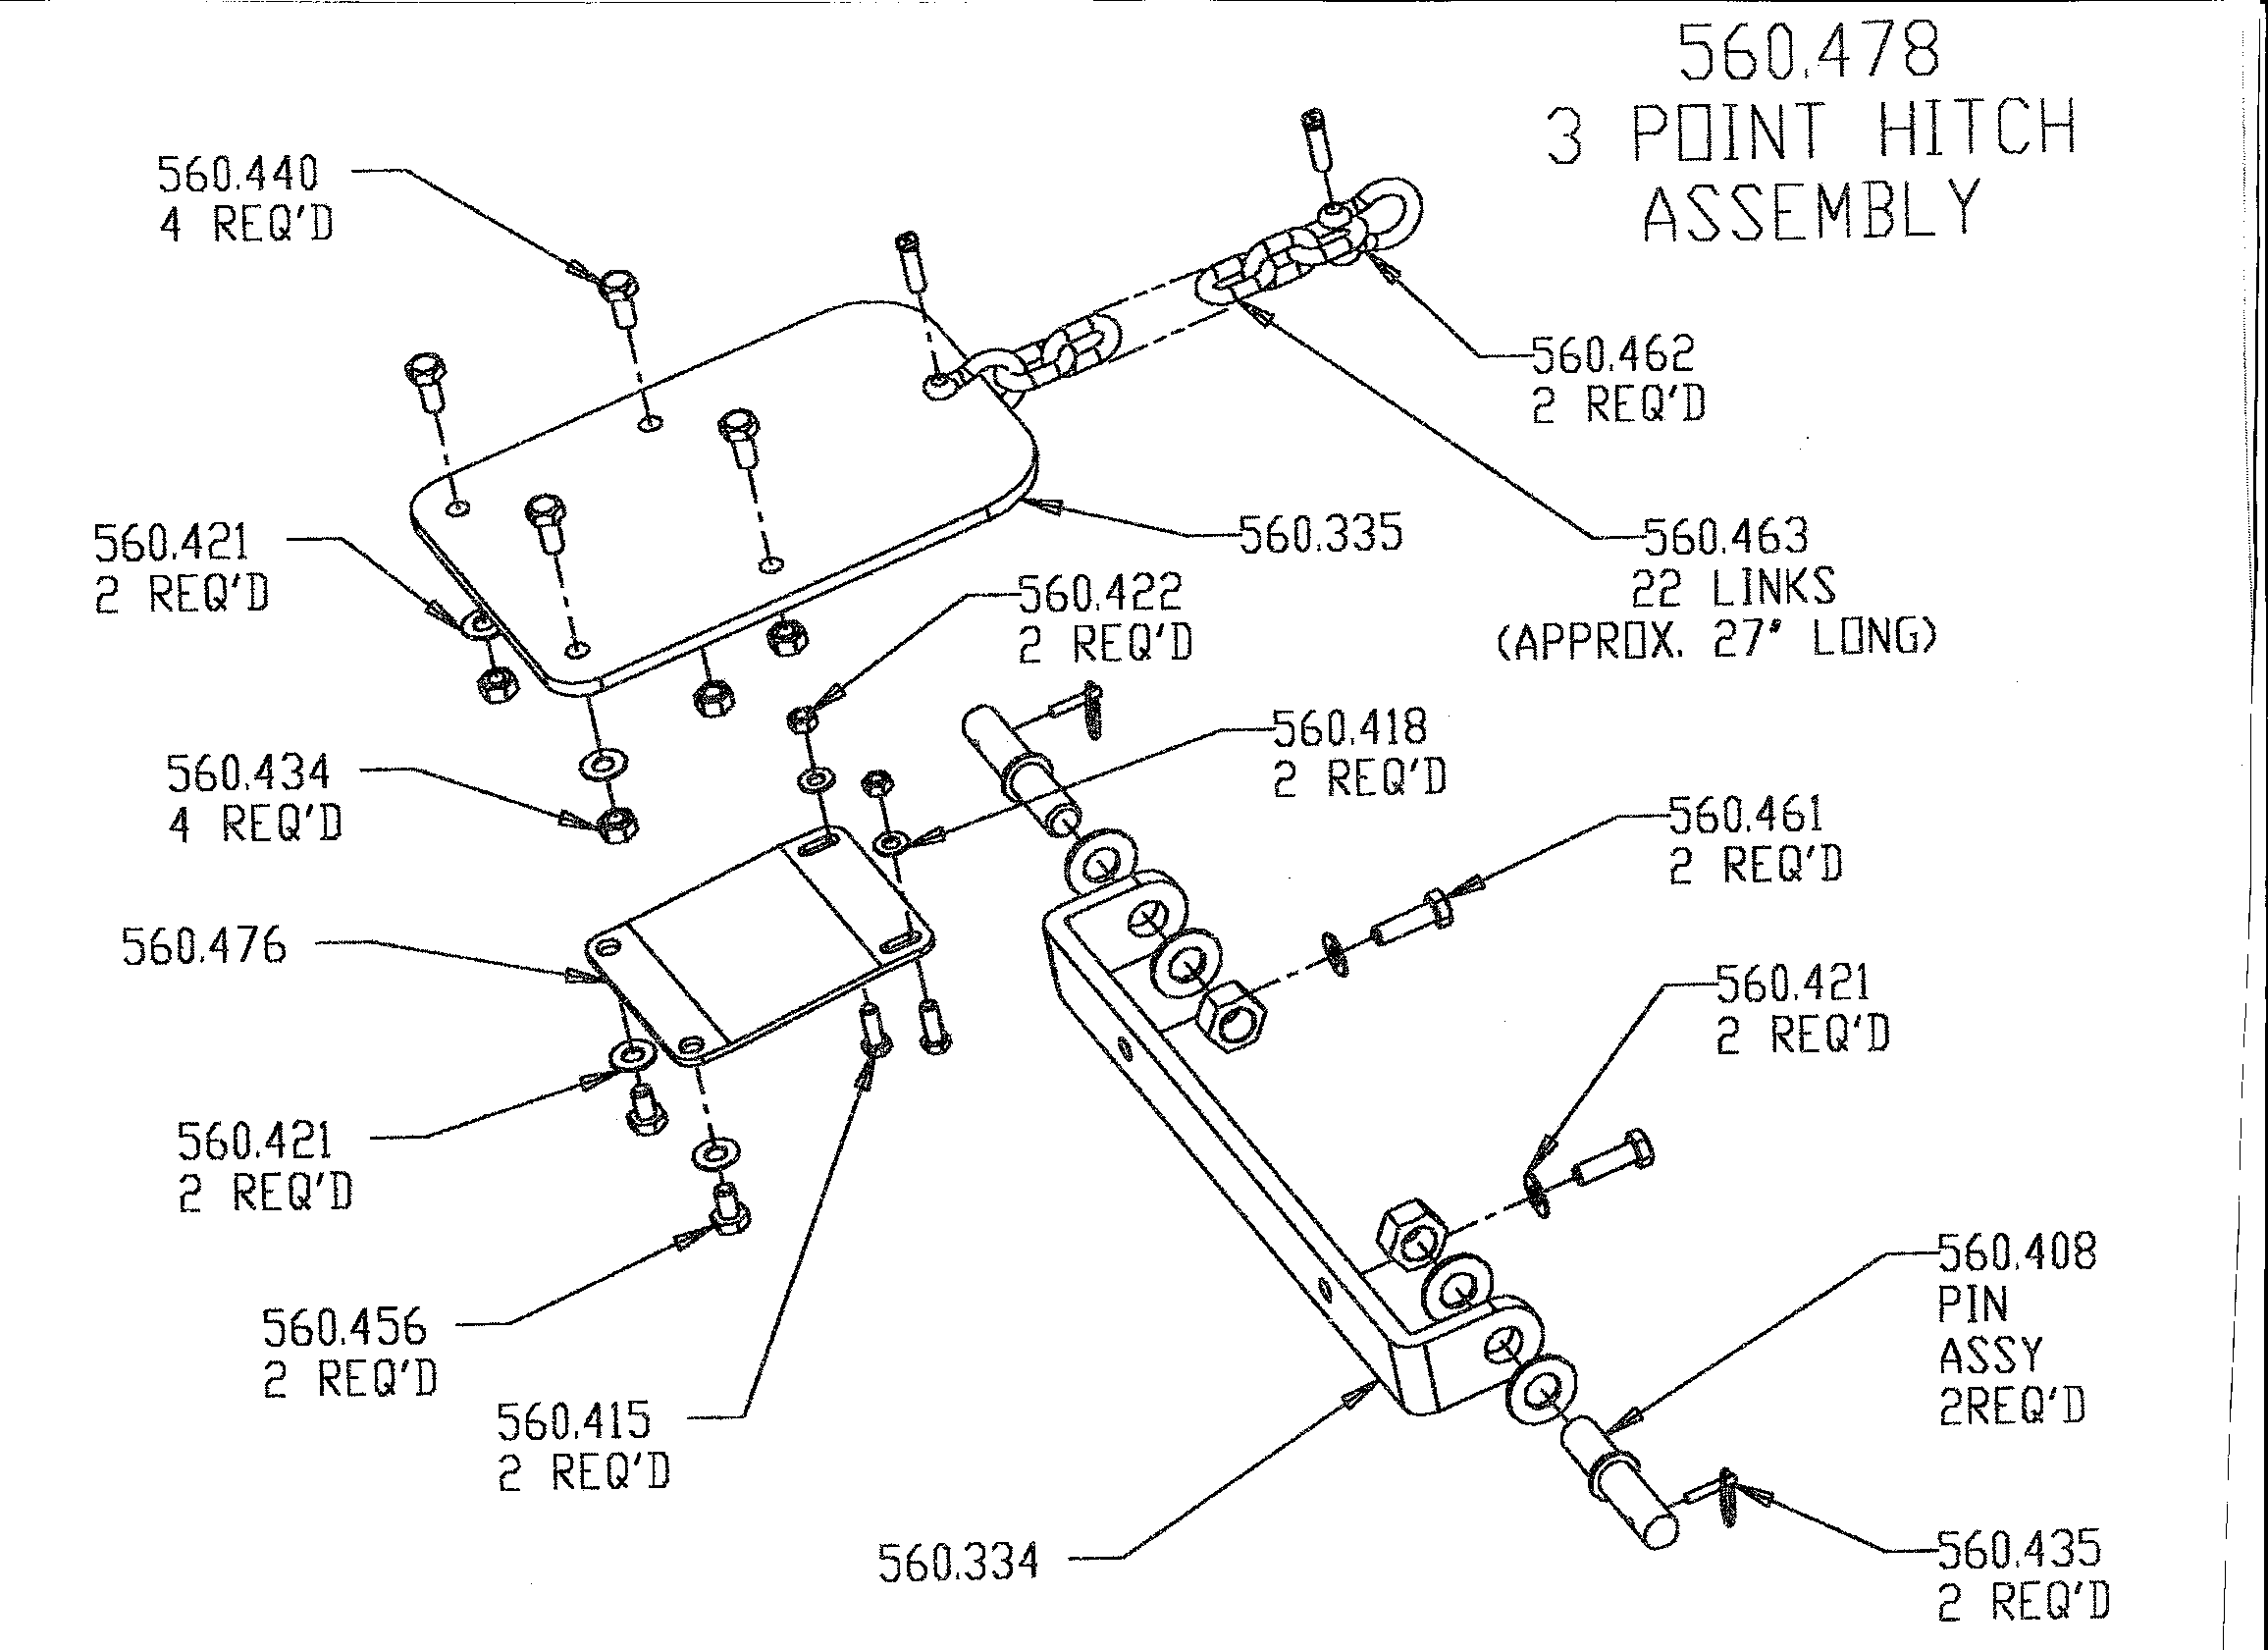 560.478
3 POINT HITCH
ASSEMBLY
560.440
4 REQ'D
560.462
2 REQ'D
560.421
2 REQ'D
560.335
560.463
22 LINKS
(APPROX. 27" LONG)
560.422
2 REQ'D
560.418
2 REQ'D
560.434
4 REQ'D
560.461
2 REQ'D
560.476
560.421
2 REQ'D
560.421
2 REQ'D
560.408
PIN
ASSY
2REQ'D
560.456
2 REQ'D
560.415
2 REQ'D
560.334
560.435
2 REQ'D